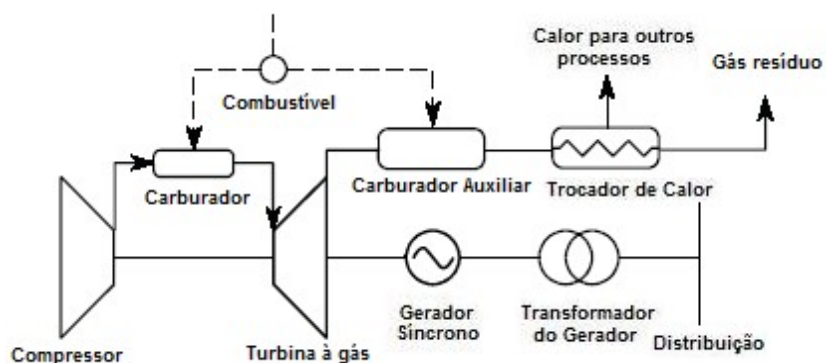 Calor para outros
processos
Gás resíduo
Combustível
Carburador
Carburador Auxiliar
Trocador de Calor
Gerador
Síncrono
Transformador
do Gerador
Distribuição
Compressor
Turbina à gás